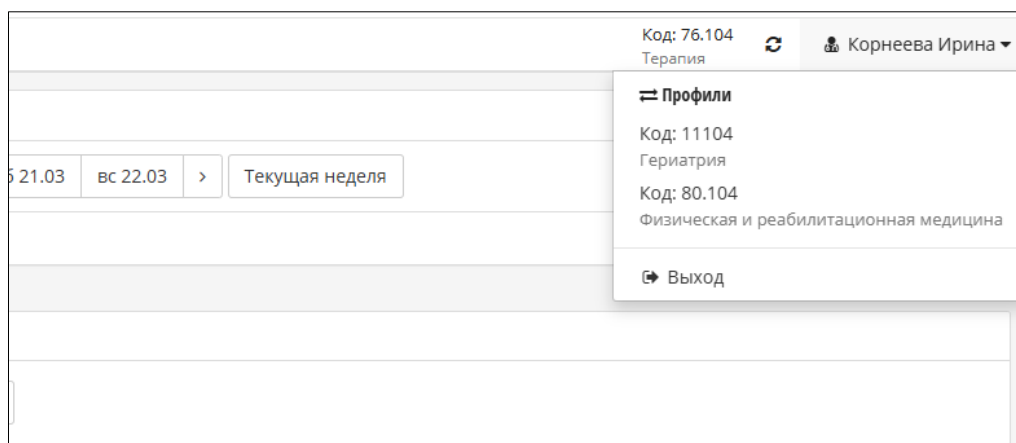 Код: 76.104
Терапия
Корнеева Ирина
Профили
Код: 11104
Гериатрия
Код: 80.104
Физическая и реабилитационная медицина
Выход
21.03
вс 22.03
>
Текущая неделя